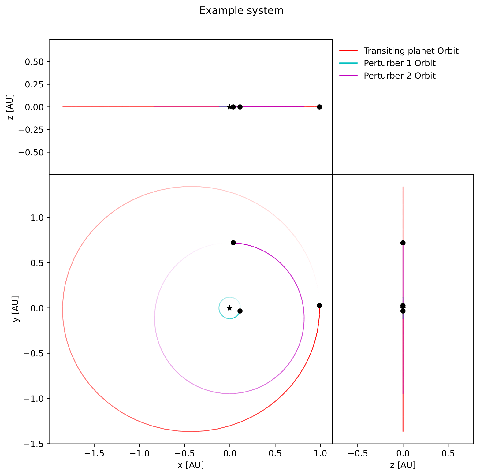 Example system
Transiting planet Orbit
Perturber 1 Orbit
Perturber 2 Orbit
z [AU]
0.50
0.25
0.00
−0.25
−0.50
y [AU]
1.0
0.5
0.0
−0.5
−1.0
−1.5
−1.5 −1.0 −0.5 0.0 0.5 1.0
x [AU]
−0.5 0.0 0.5
z [AU]